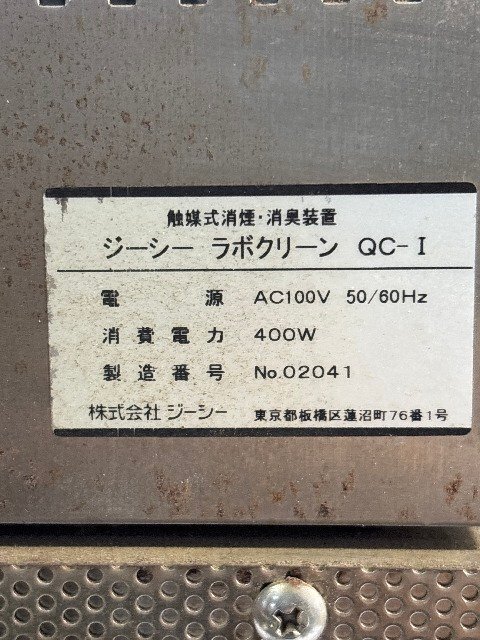 触媒式消煙・消臭装置
ジーシー ラボクリーン QC-I
電源 AC100V 50/60Hz
消費電力 400W
製造番号 No.02041
株式会社 ジーシー 東京都板橋区蓮沼町76番1号